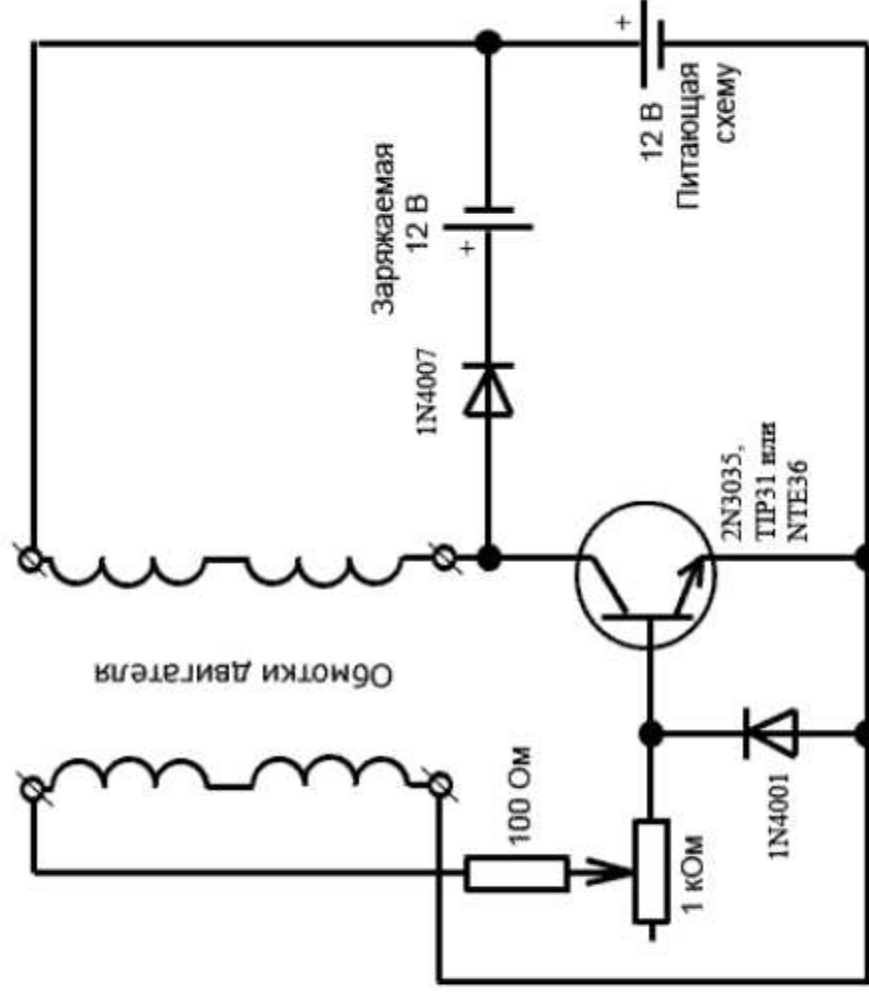 +
12 В
Питающая
схему
Заряжаемая
12 В
+
1N4007
2N3035,
TIP31 или
NTE36
Обмотки двигателя
100 Ом
1 кОм
1N4001